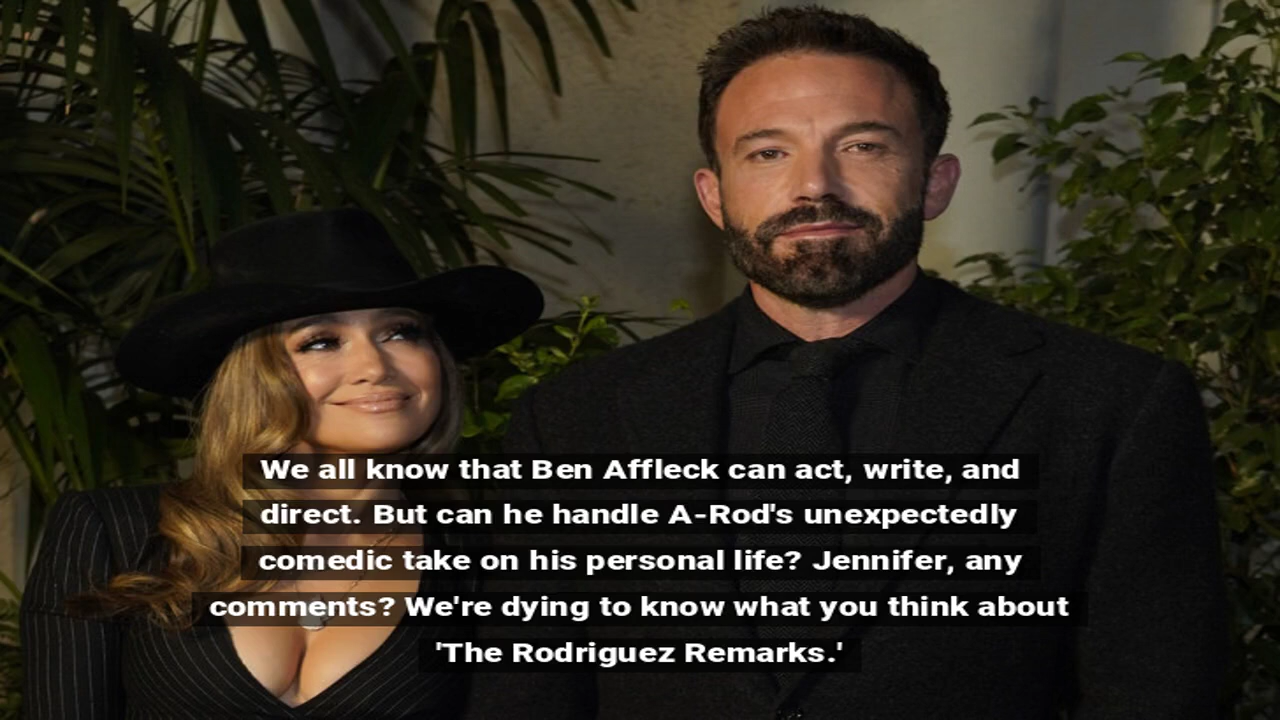 We all know that Ben Affleck can act, write, and
direct. But can he handle A-Rod's unexpectedly
comedic take on his personal life? Jennifer, any
comments? We're dying to know what you think about
'The Rodriguez Remarks.'